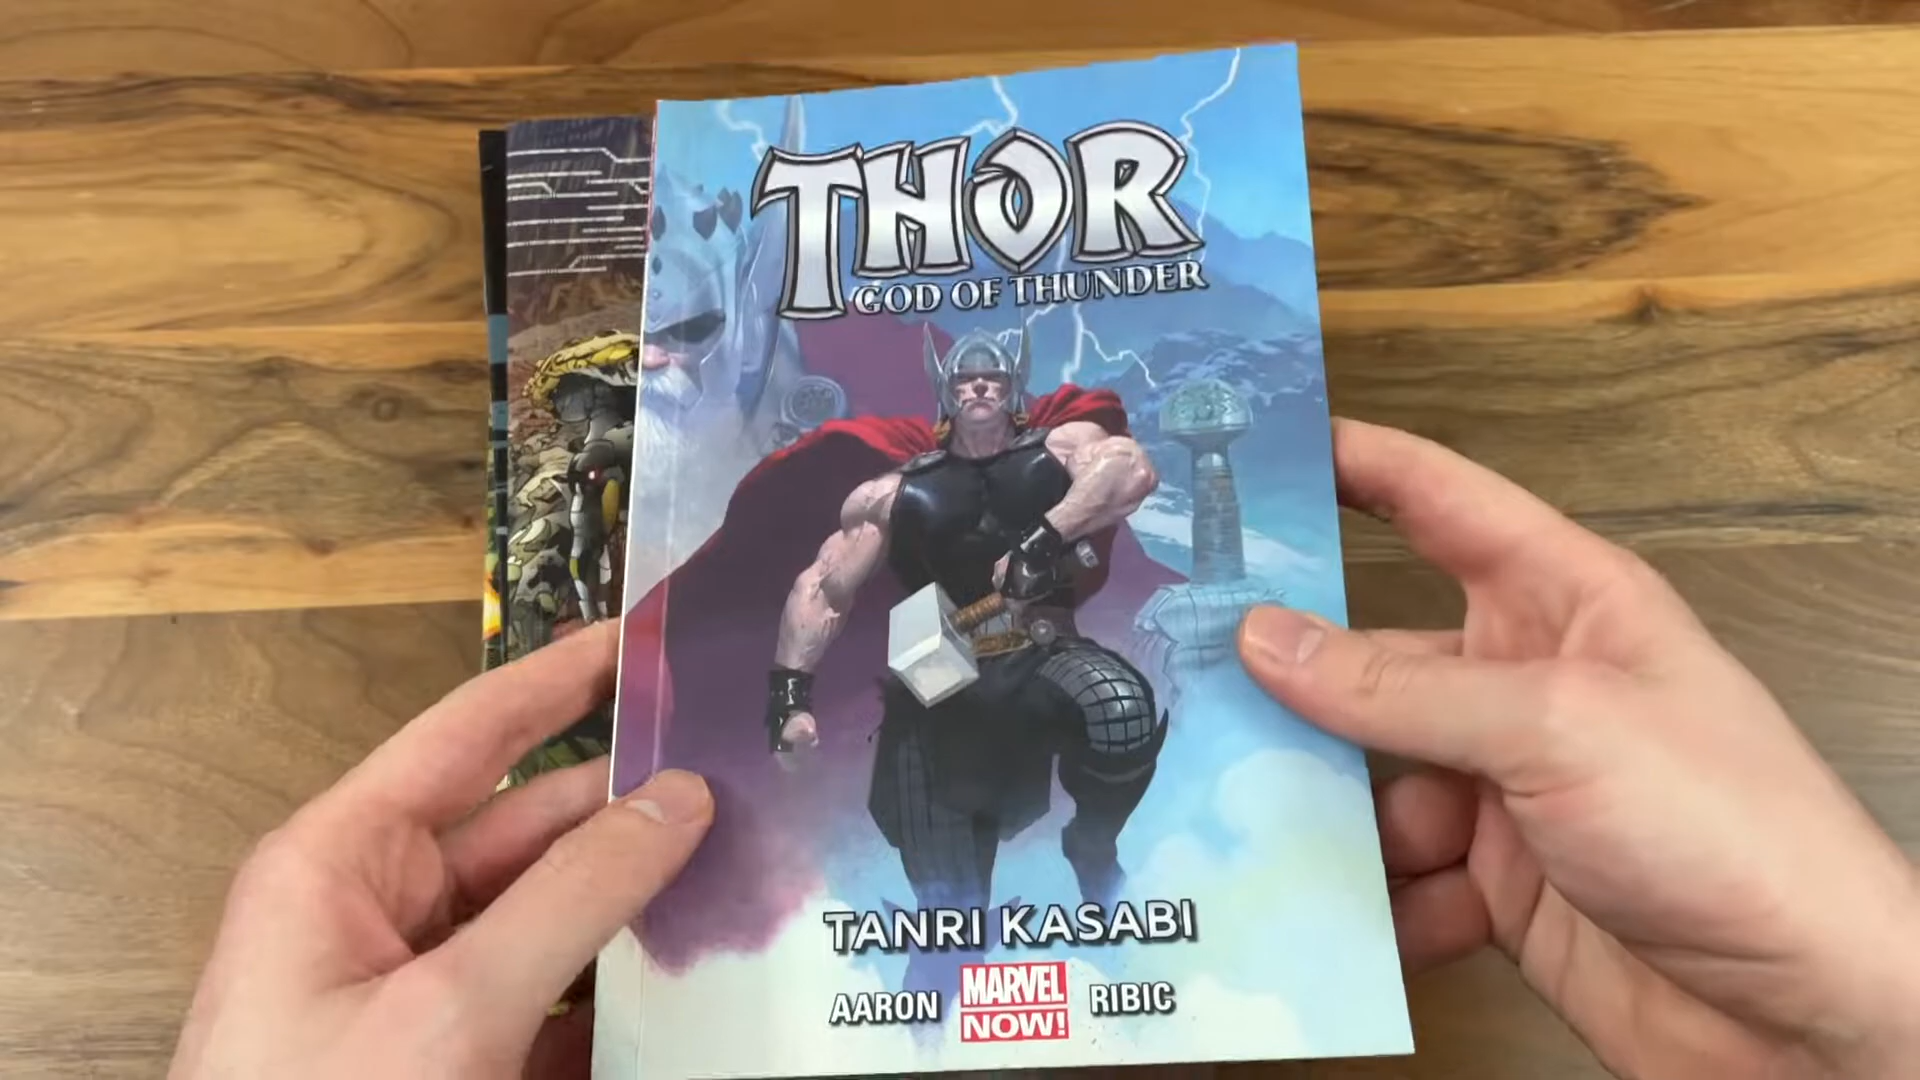 THOR
GOD OF THUNDER
TANRI KASABI
AARON
MARVEL
NOW!
RIBIC